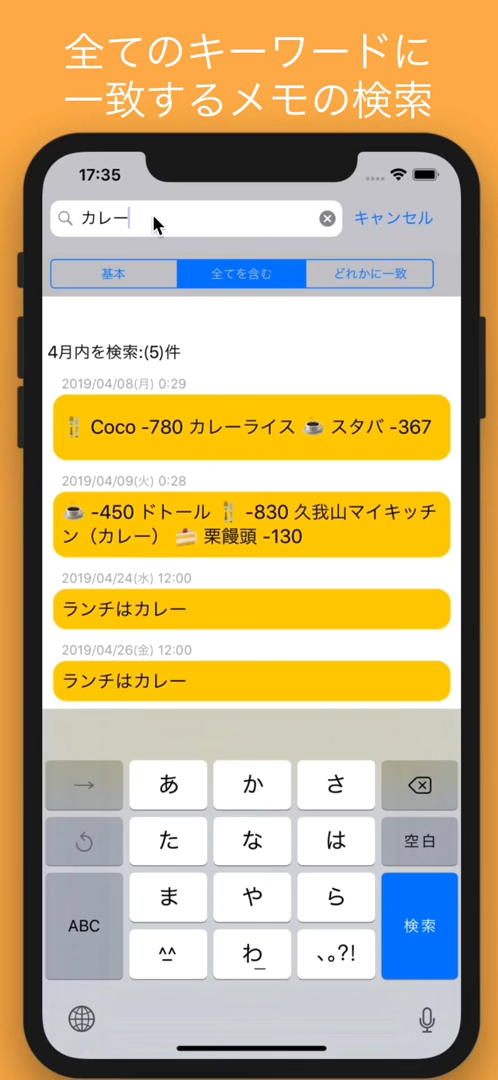 全てのキーワードに
一致するメモの検索
17:35
カレー
キャンセル
基本
全てを含む
どれかに一致
4月内を検索:(5)件
2019/04/08(月) 0:29
🍴 Coco -780 カレーライス ☕ スタバ -367
2019/04/09(火) 0:28
☕ -450 ドトール 🍴 -830 久我山マイキッチ
ン（カレー） 🍰 栗饅頭 -130
2019/04/24(水) 12:00
ランチはカレー
2019/04/26(金) 12:00
ランチはカレー
→
あ
か
さ
た
な
は
空白
ABC
ま
や
ら
検索
^^
わ
､｡?!